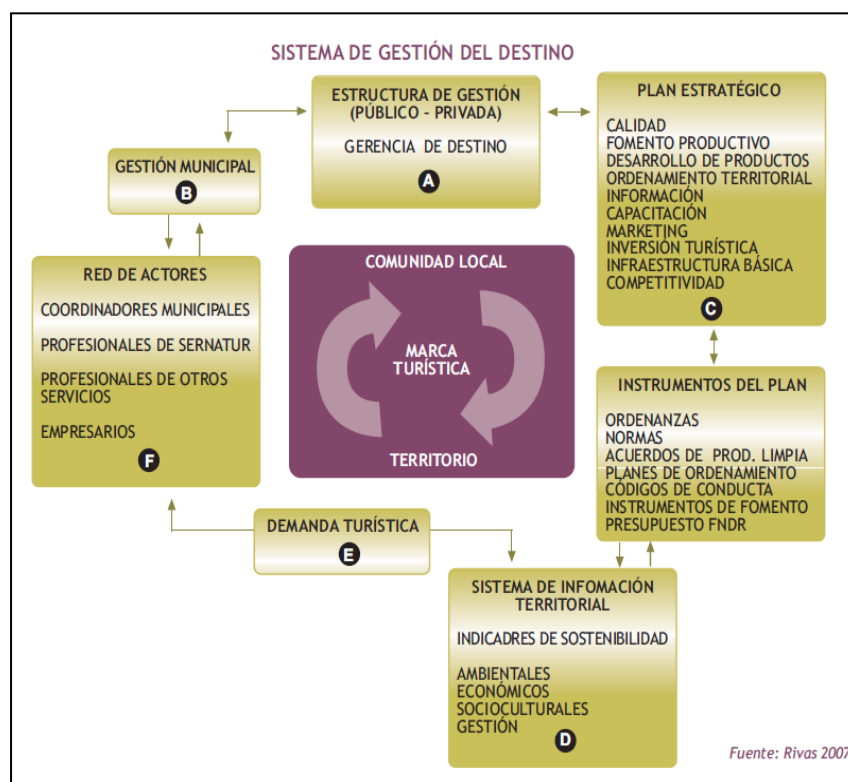 SISTEMA DE GESTIÓN DEL DESTINO
ESTRUCTURA DE GESTIÓN
(PÚBLICO - PRIVADA)
GERENCIA DE DESTINO
A
PLAN ESTRATÉGICO
CALIDAD
FOMENTO PRODUCTIVO
DESARROLLO DE PRODUCTOS
ORDENAMIENTO TERRITORIAL
INFORMACIÓN
CAPACITACIÓN
MARKETING
INVERSIÓN TURÍSTICA
INFRAESTRUCTURA BÁSICA
COMPETITIVIDAD
C
GESTIÓN MUNICIPAL
B
RED DE ACTORES
COORDINADORES MUNICIPALES
PROFESIONALES DE SERNATUR
PROFESIONALES DE OTROS
SERVICIOS
EMPRESARIOS
F
COMUNIDAD LOCAL
MARCA
TURÍSTICA
TERRITORIO
INSTRUMENTOS DEL PLAN
ORDENANZAS
NORMAS
ACUERDOS DE PROD. LIMPIA
PLANES DE ORDENAMIENTO
CÓDIGOS DE CONDUCTA
INSTRUMENTOS DE FOMENTO
PRESUPUESTO FNDR
DEMANDA TURÍSTICA
E
SISTEMA DE INFOMACIÓN
TERRITORIAL
INDICADRES DE SOSTENIBILIDAD
AMBIENTALES
ECONÓMICOS
SOCIOCULTURALES
GESTIÓN
D
Fuente: Rivas 2007